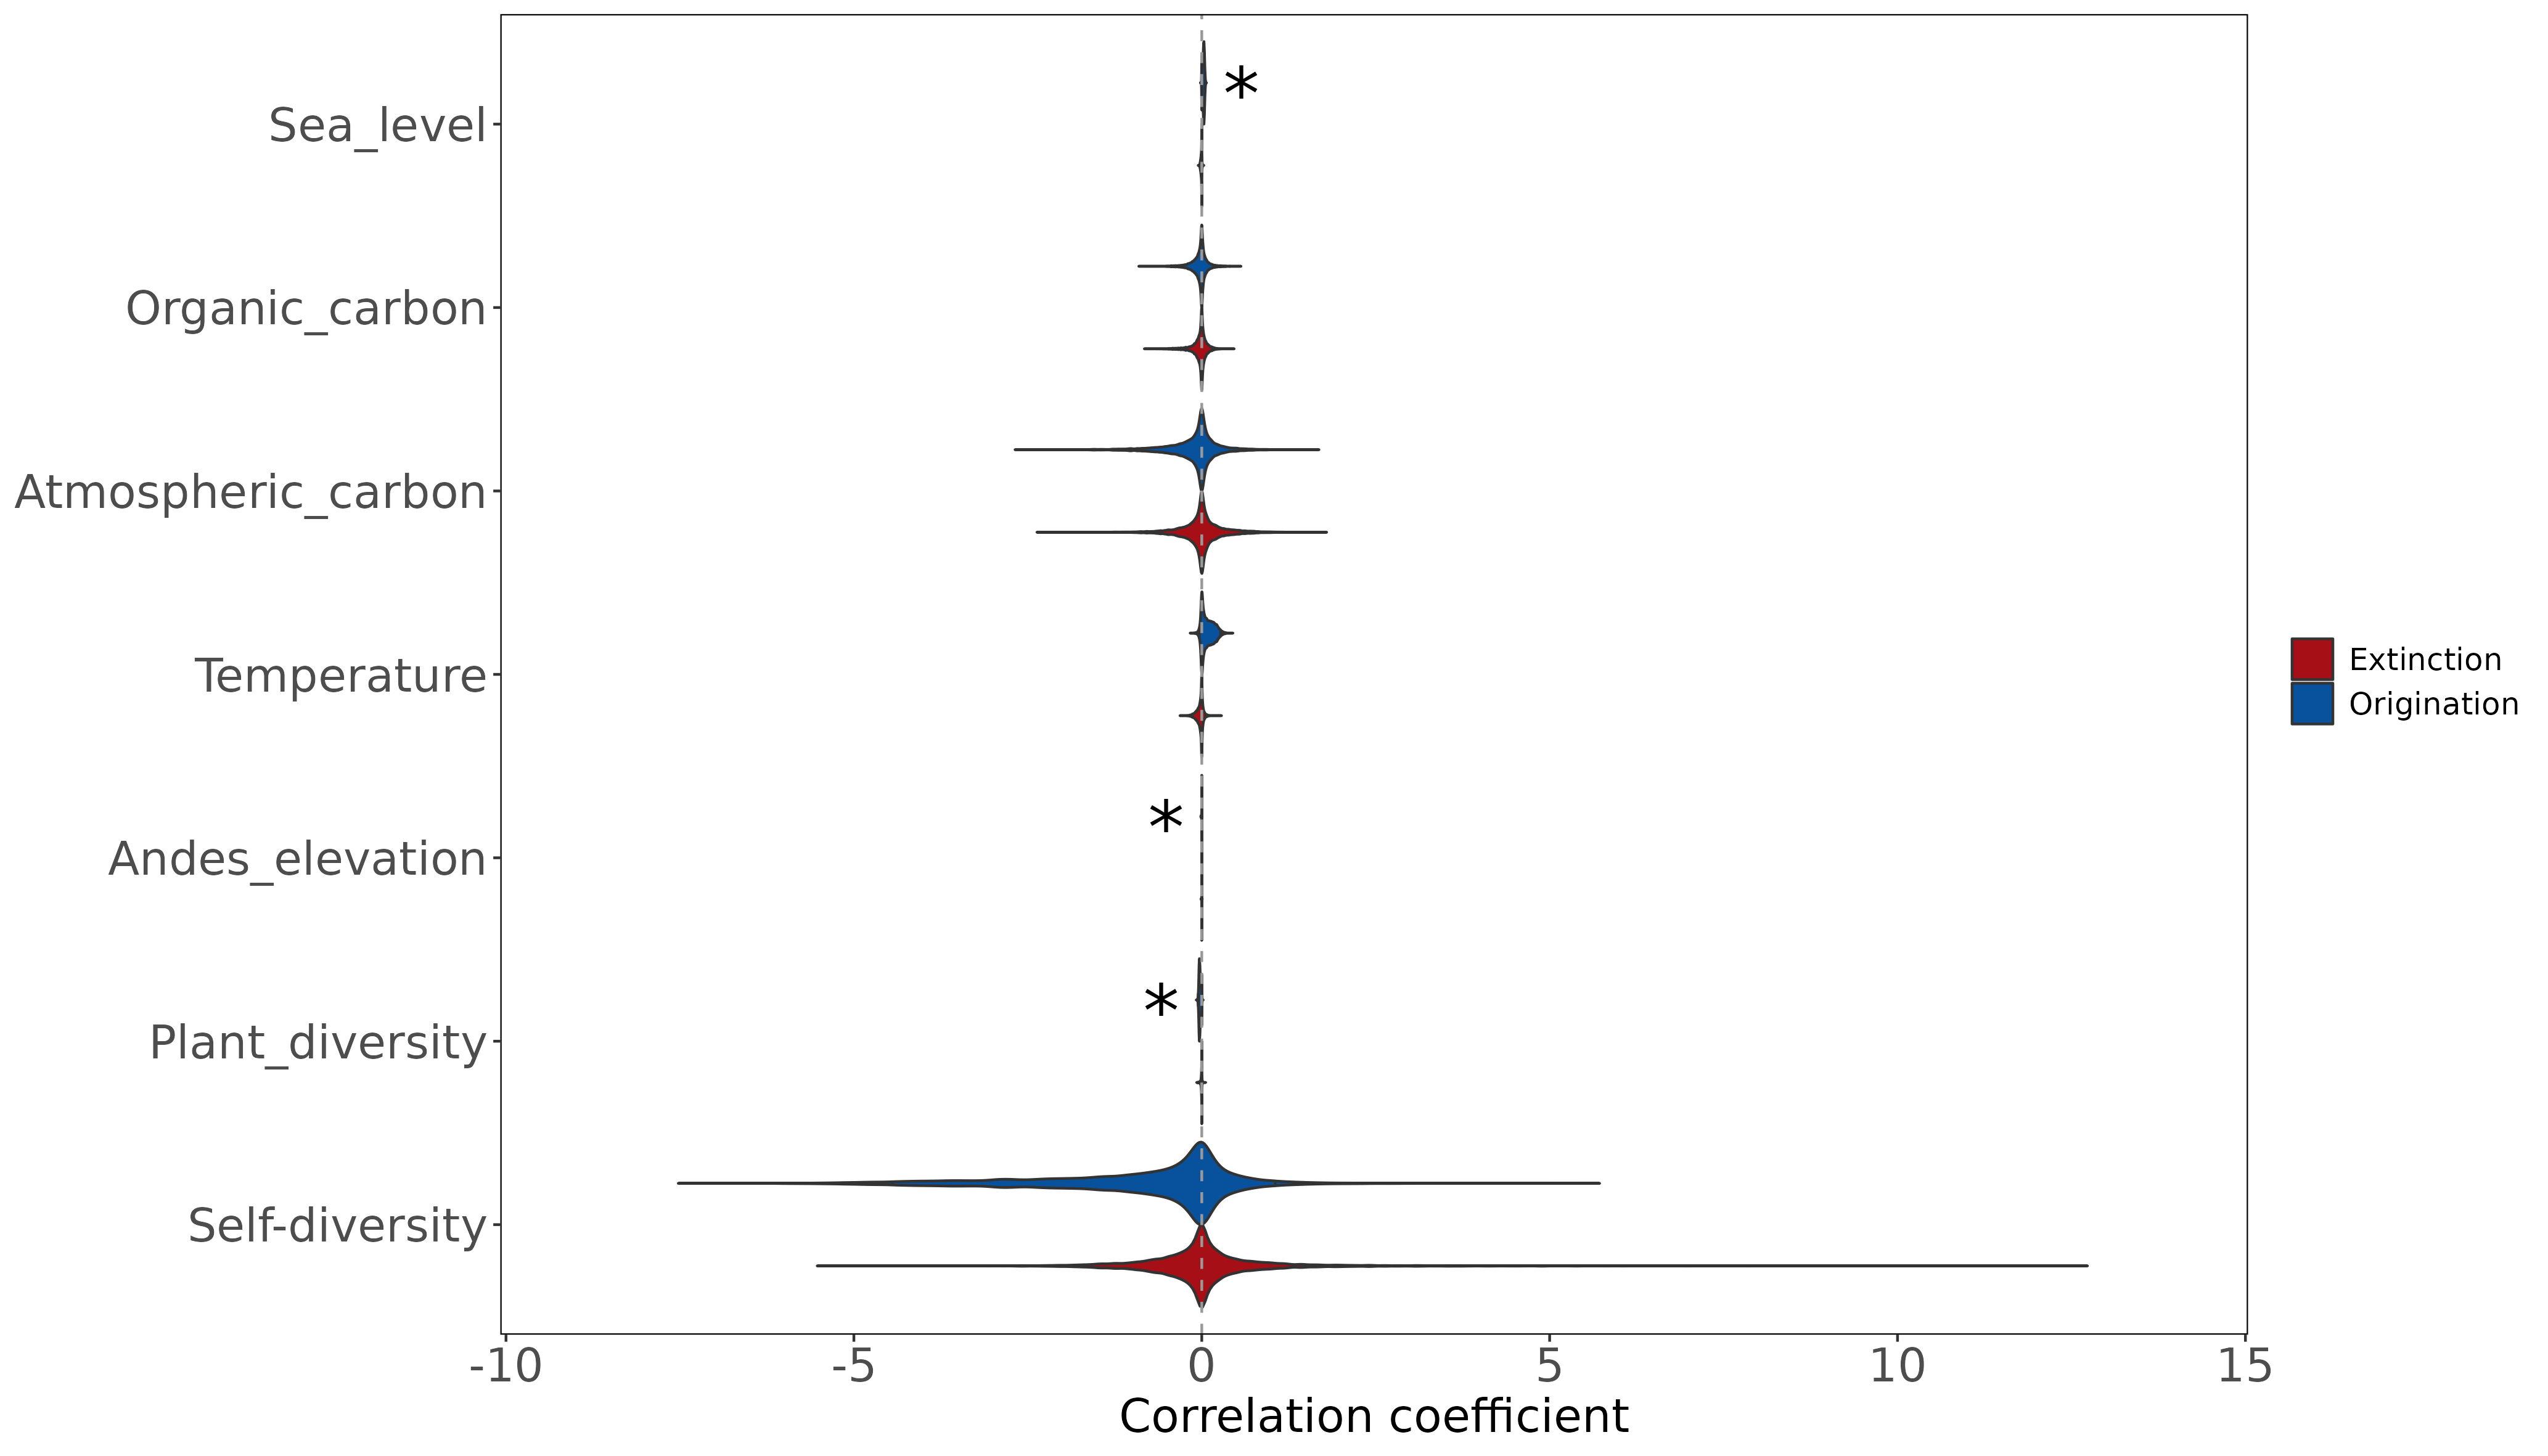 *
Sea_level
Organic_carbon
Atmospheric_carbon
Temperature
Extinction
Origination
*
Andes_elevation
*
Plant_diversity
Self-diversity
-10 -5 0 5 10 15
Correlation coefficient